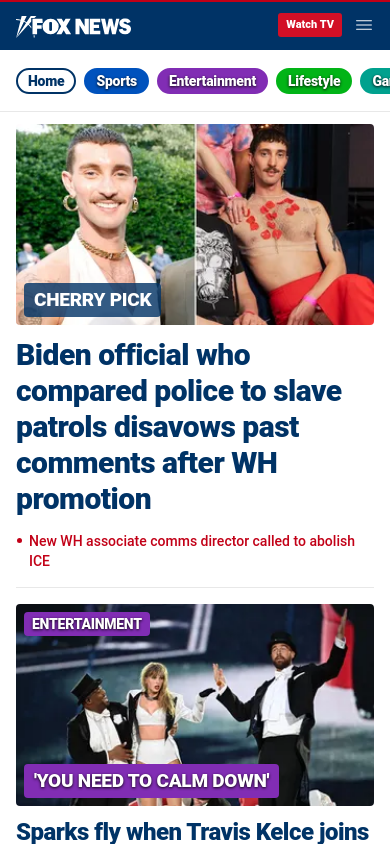 FOX NEWS
Watch TV
Home
Sports
Entertainment
Lifestyle
Ga
CHERRY PICK
Biden official who
compared police to slave
patrols disavows past
comments after WH
promotion
• New WH associate comms director called to abolish
ICE
ENTERTAINMENT
'YOU NEED TO CALM DOWN'
Sparks fly when Travis Kelce joins